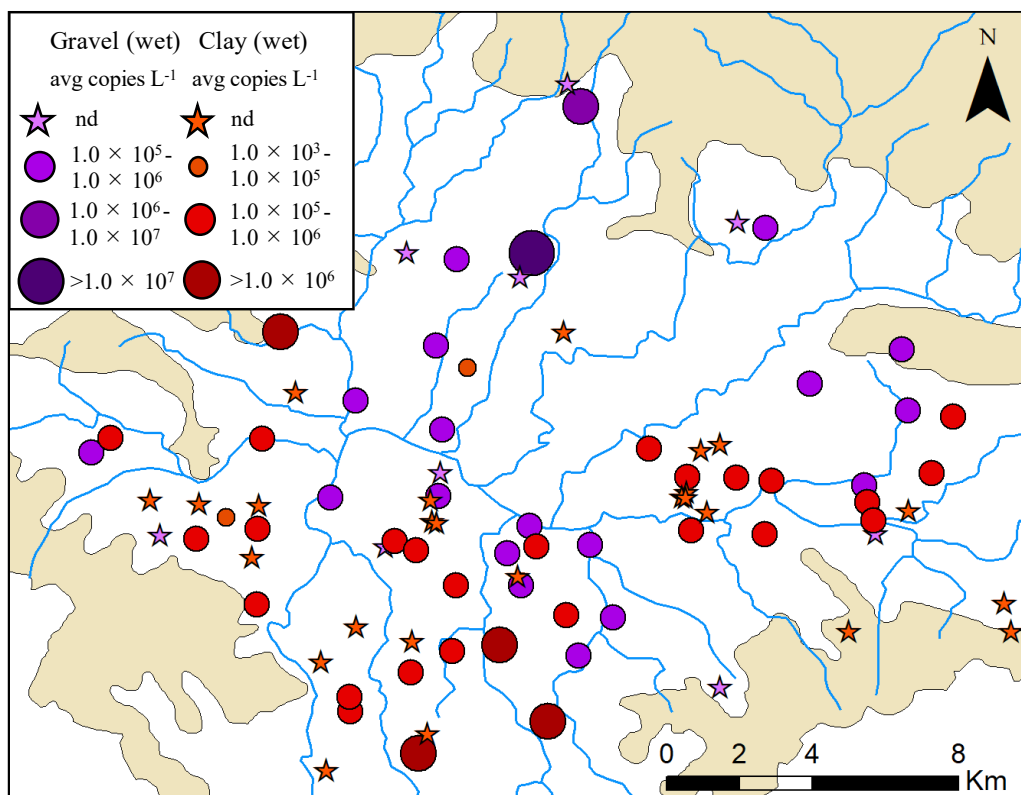 Gravel (wet) Clay (wet)
avg copies L⁻¹ avg copies L⁻¹
nd nd
1.0 × 10⁵- 1.0 × 10³-
1.0 × 10⁶ 1.0 × 10⁵
1.0 × 10⁶- 1.0 × 10⁵-
1.0 × 10⁷ 1.0 × 10⁶
>1.0 × 10⁷ >1.0 × 10⁶
N
0 2 4 8
Km